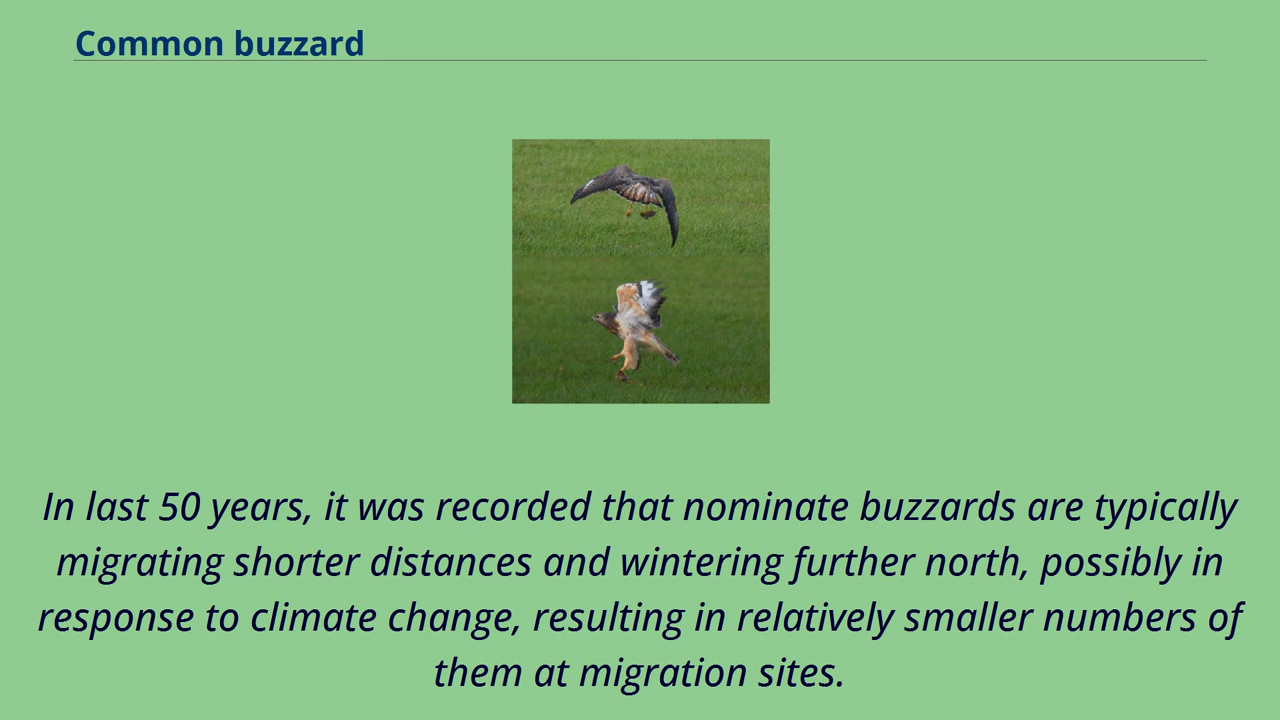 Common buzzard
In last 50 years, it was recorded that nominate buzzards are typically
migrating shorter distances and wintering further north, possibly in
response to climate change, resulting in relatively smaller numbers of
them at migration sites.